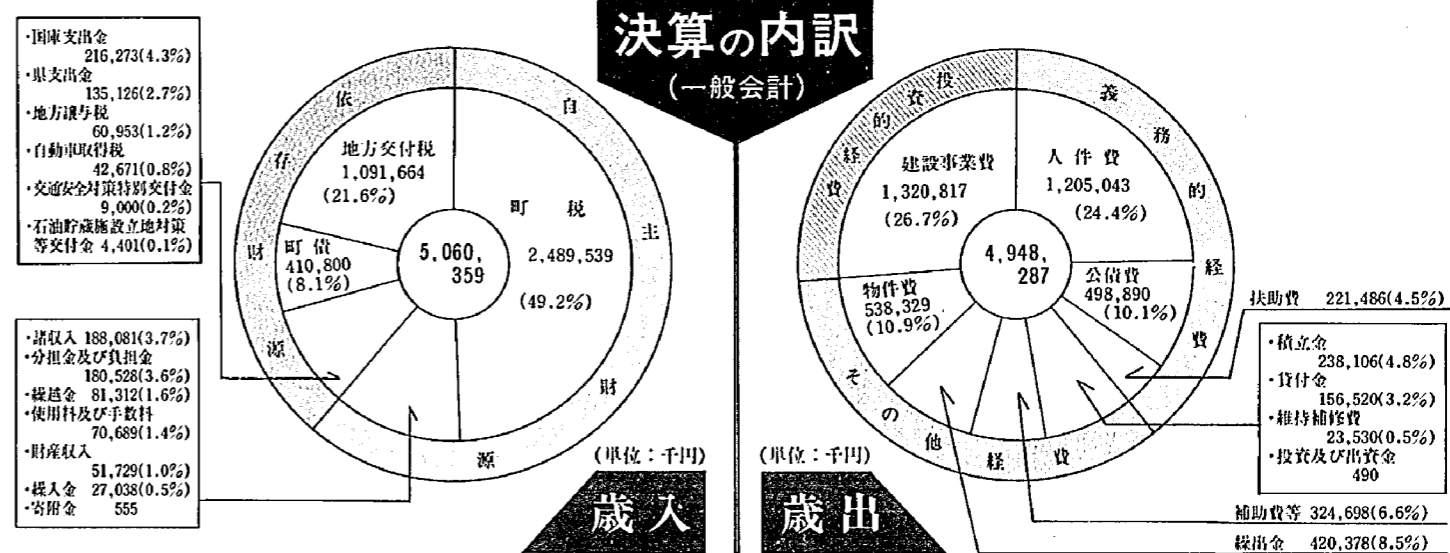 決算の内訳
(一般会計)
・国庫支出金
216,273(4.3%)
・県支出金
135,126(2.7%)
・地方譲与税
60,953(1.2%)
・自動車取得税
42,671(0.8%)
・交通安全対策特別交付金
9,000(0.2%)
・石油貯蔵施設立地対策
等交付金 4,401(0.1%)
・諸収入 188,081(3.7%)
・分担金及び負担金
180,528(3.6%)
・繰越金 81,312(1.6%)
・使用料及び手数料
70,689(1.4%)
・財産収入
51,729(1.0%)
・繰入金 27,038(0.5%)
・寄附金 555
依存財源
自主財源
地方交付税
1,091,664
(21.6%)
町債
410,800
(8.1%)
町税
2,489,539
(49.2%)
5,060,
359
(単位:千円)
歳入
投資的経費
義務的経費
その他経費
建設事業費
1,320,817
(26.7%)
人件費
1,205,043
(24.4%)
公債費
498,890
(10.1%)
物件費
538,329
(10.9%)
4,948,
287
(単位:千円)
歳出
扶助費 221,486(4.5%)
・積立金
238,106(4.8%)
・貸付金
156,520(3.2%)
・維持補修費
23,530(0.5%)
・投資及び出資金
490
補助費等 324,698(6.6%)
繰出金 420,378(8.5%)